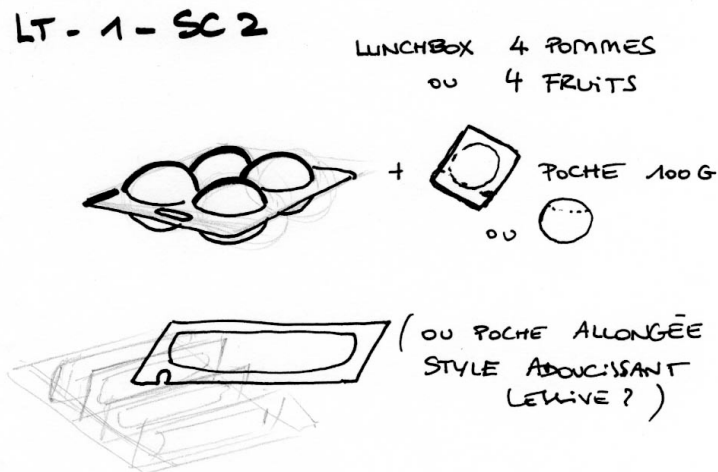 LT - 1 - SC 2
LUNCHBOX 4 POMMES
OU 4 FRUITS
+ POCHE 100 G
OU
(OU POCHE ALLONGÉE
STYLE ADOUCISSANT
LESSIVE ? )